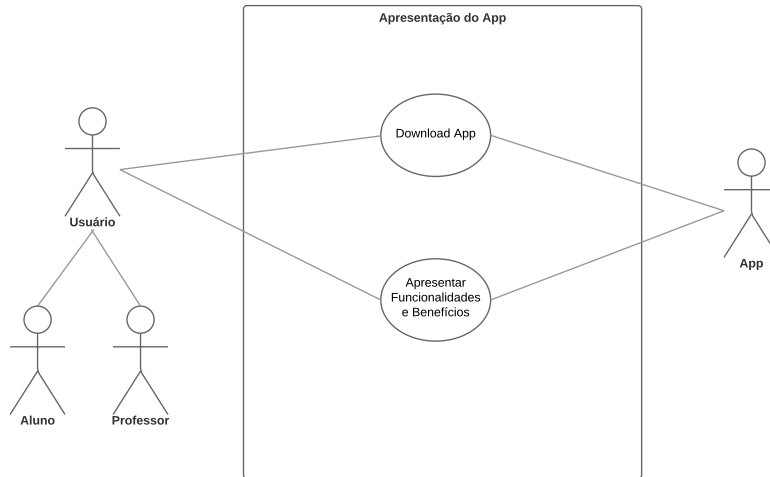 Apresentação do App
Download App
Usuário
App
Apresentar
Funcionalidades
e Benefícios
Aluno
Professor